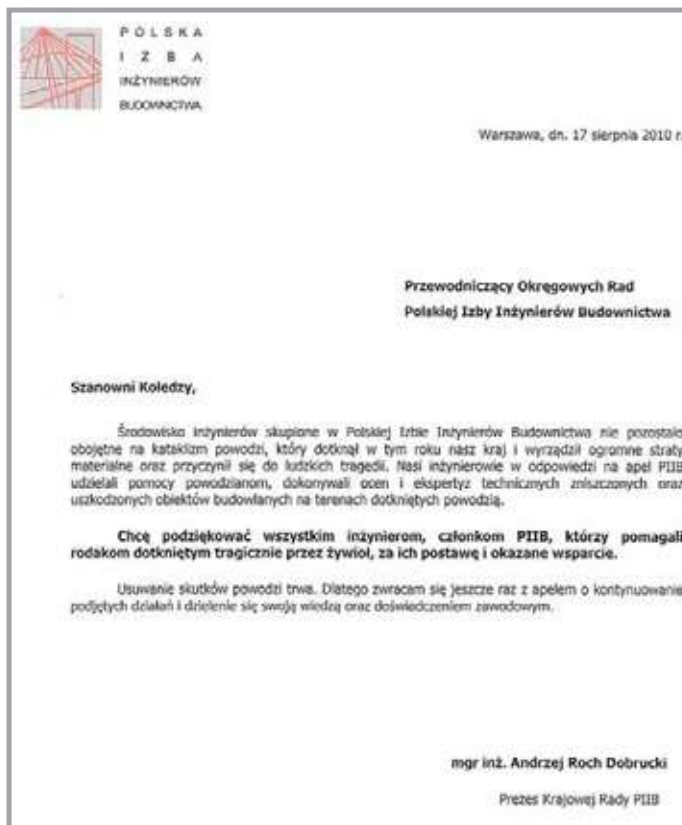 POLSKA
IZBA
INŻYNIERÓW
BUDOWNICTWA
Warszawa, dn. 17 sierpnia 2010 r.
Przewodniczący Okręgowych Rad
Polskiej Izby Inżynierów Budownictwa
Szanowni Koledzy,
Środowisko inżynierów skupione w Polskiej Izbie Inżynierów Budownictwa nie pozostało
obojętne na kataklizm powodzi, który dotknął w tym roku nasz kraj i wyrządził ogromne straty
materialne oraz przyczynił się do ludzkich tragedii. Nasi inżynierowie w odpowiedzi na apel PIIB
udzielali pomocy powodzianom, dokonywali ocen i ekspertyz technicznych zniszczonych oraz
uszkodzonych obiektów budowlanych na terenach dotkniętych powodzią.
Chcę podziękować wszystkim inżynierom, członkom PIIB, którzy pomagali
rodakom dotkniętym tragicznie przez żywioł, za ich postawę i okazane wsparcie.
Usuwanie skutków powodzi trwa. Dlatego zwracam się jeszcze raz z apelem o kontynuowanie
podjętych działań i dzielenie się swoją wiedzą oraz doświadczeniem zawodowym.
mgr inż. Andrzej Roch Dobrucki
Prezes Krajowej Rady PIIB